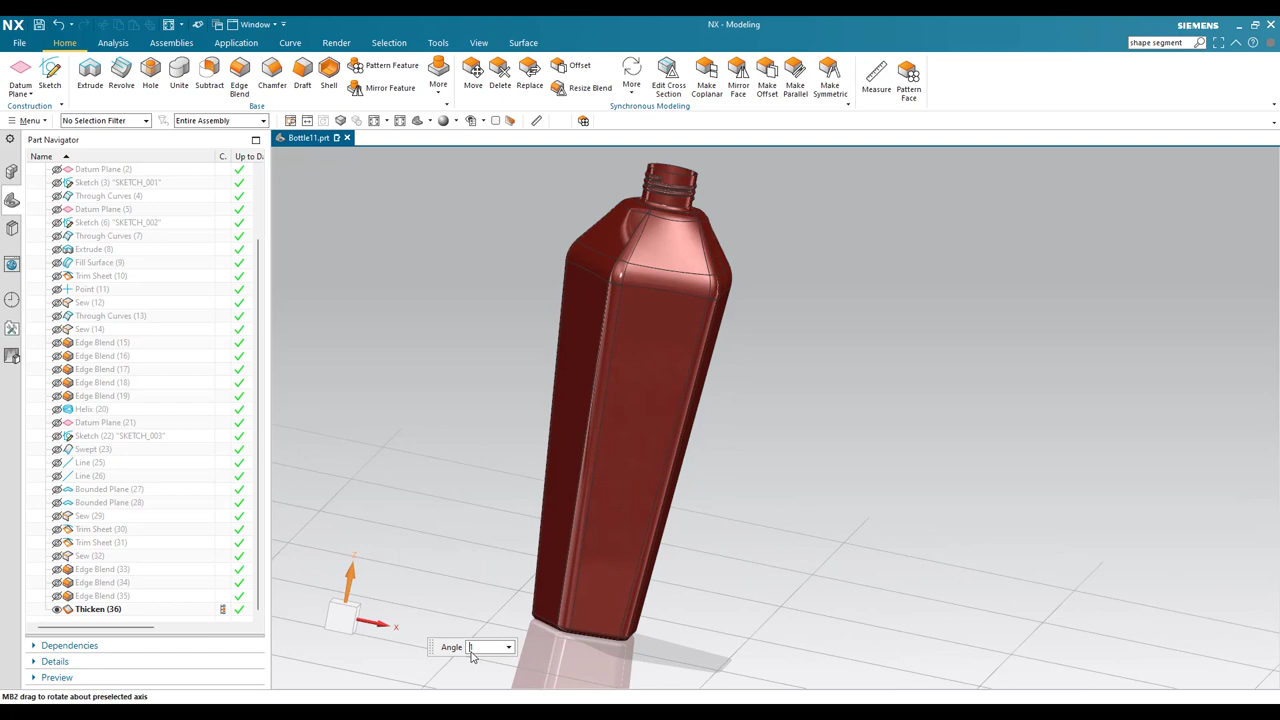 NX
Window
NX - Modeling
SIEMENS
File
Home
Analysis
Assemblies
Application
Curve
Render
Selection
Tools
View
Surface
shape segment
Datum Plane
Sketch
Extrude
Revolve
Hole
Unite
Subtract
Edge Blend
Chamfer
Draft
Shell
Pattern Feature
Mirror Feature
More
Move
Delete
Replace
Offset
Resize Blend
More
Edit Cross Section
Make Coplanar
Mirror Face
Make Offset
Make Parallel
Make Symmetric
Measure
Pattern Face
Construction
Base
Synchronous Modeling
Menu
No Selection Filter
Entire Assembly
Part Navigator
Bottle11.prt
Name
C.
Up to Da
Datum Plane (2)
Sketch (3) "SKETCH_001"
Through Curves (4)
Datum Plane (5)
Sketch (6) "SKETCH_002"
Through Curves (7)
Extrude (8)
Fill Surface (9)
Trim Sheet (10)
Point (11)
Sew (12)
Through Curves (13)
Sew (14)
Edge Blend (15)
Edge Blend (16)
Edge Blend (17)
Edge Blend (18)
Edge Blend (19)
Helix (20)
Datum Plane (21)
Sketch (22) "SKETCH_003"
Swept (23)
Line (25)
Line (26)
Bounded Plane (27)
Bounded Plane (28)
Sew (29)
Trim Sheet (30)
Trim Sheet (31)
Sew (32)
Edge Blend (33)
Edge Blend (34)
Edge Blend (35)
Thicken (36)
Z
X
Angle
Dependencies
Details
Preview
MB2 drag to rotate about preselected axis